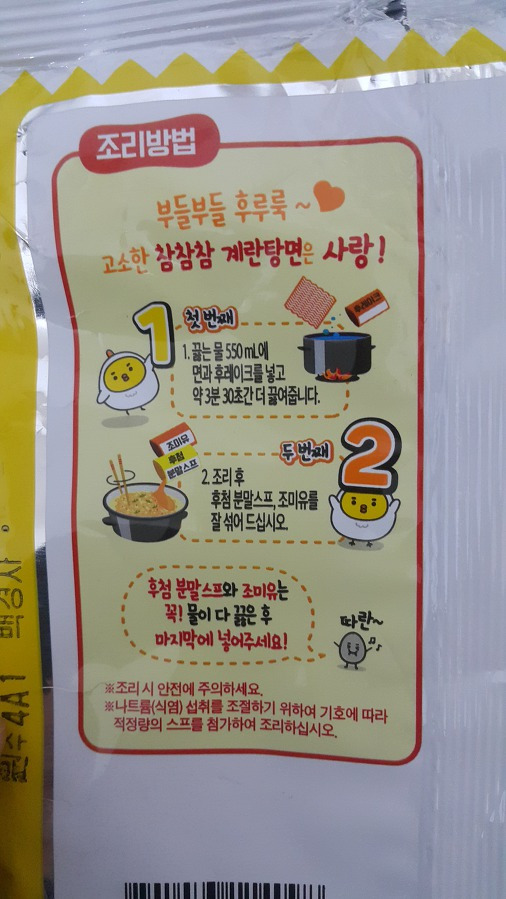 조리방법
부들부들 후루룩 ~
고소한 참참참 계란탕면은 사랑!
1 첫 번째
후레이크
1. 끓는 물 550 mL에
면과 후레이크를 넣고
약 3분 30초간 더 끓여줍니다.
두 번째 2
조미유
후첨
분말스프
2. 조리 후
후첨 분말스프, 조미유를
잘 섞어 드십시오
후첨 분말스프와 조미유는
꼭! 물이 다 끓은 후
마지막에 넣어주세요!
따란~
※조리 시 안전에 주의하세요.
※나트륨(식염) 섭취를 조절하기 위하여 기호에 따라
적정량의 스프를 첨가하여 조리하십시오.
4A1